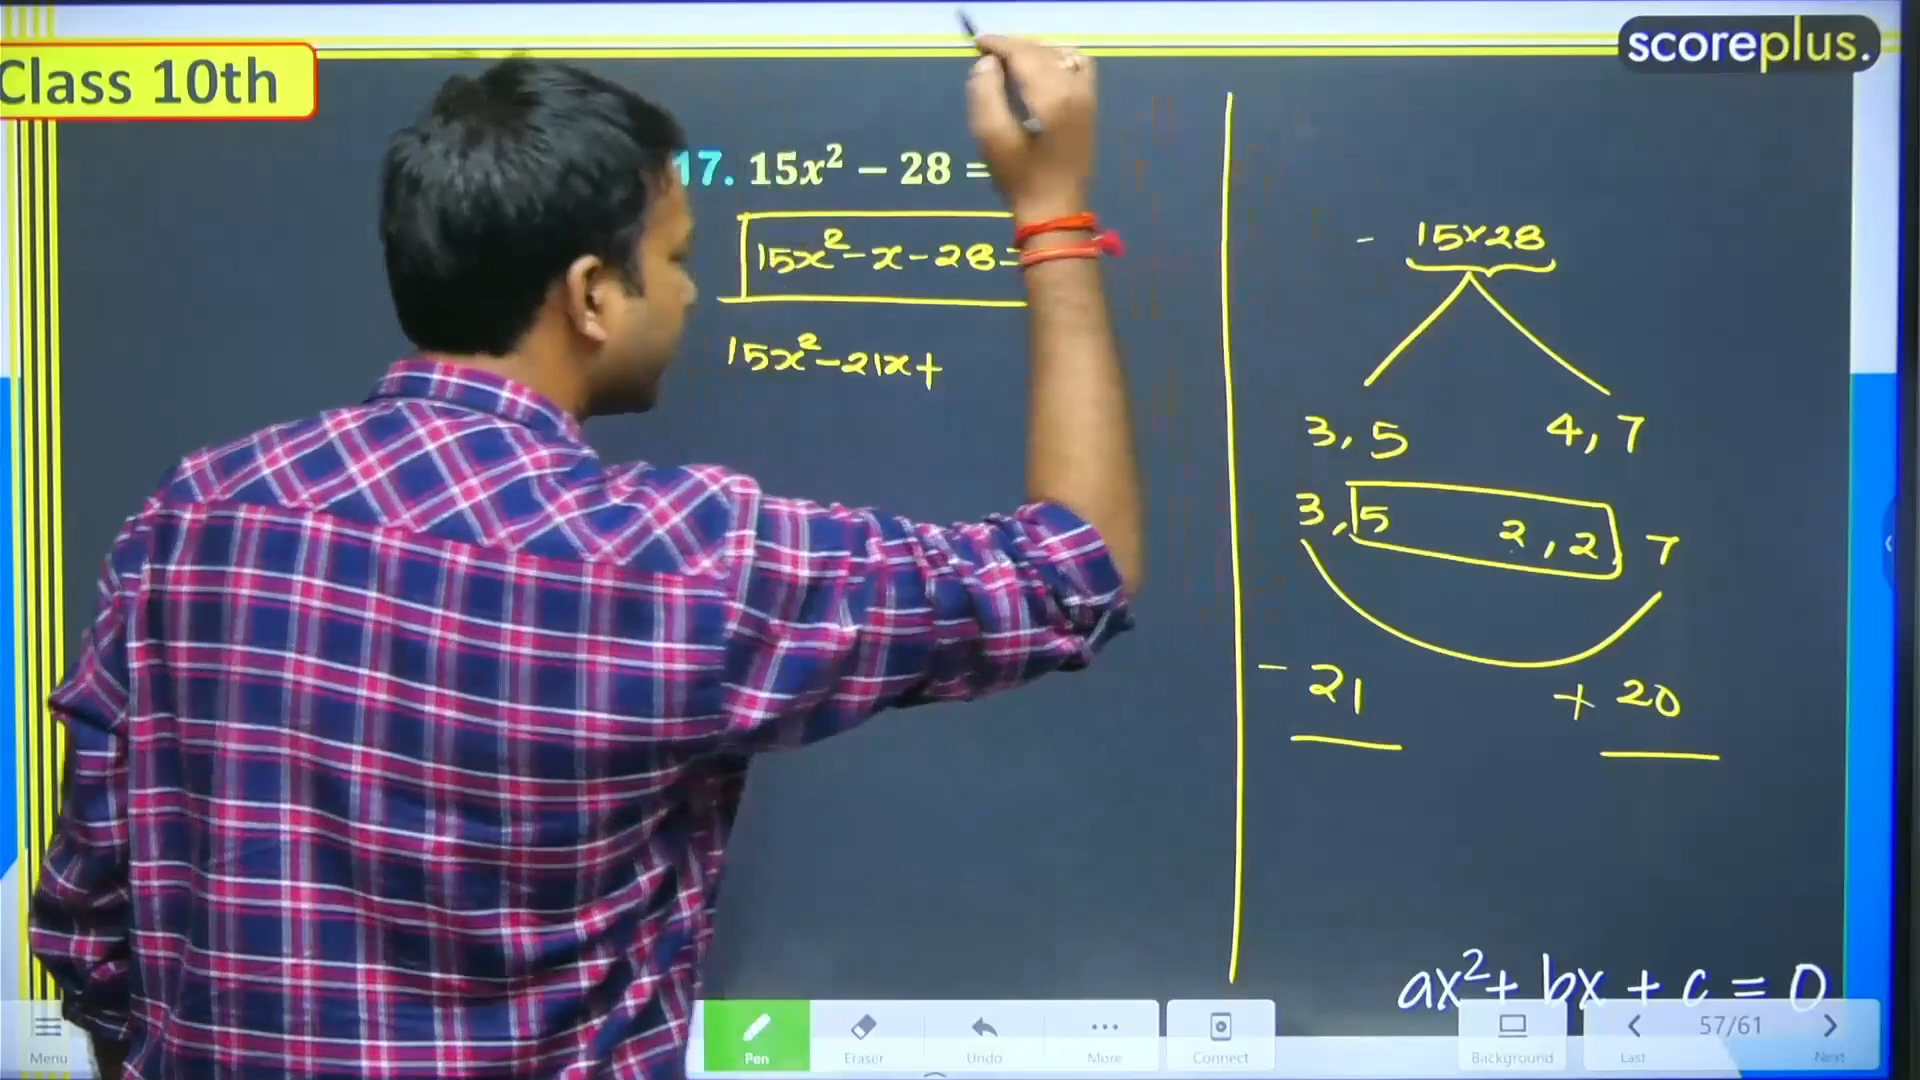 Class 10th
scoreplus.
17. 15x² − 28 =
15x² − x − 28 =
15x² − 21x +
− 15×28
3, 5 4, 7
3, 5 2, 2, 7
− 21 + 20
ax² + bx + c = 0
Menu
Pen
Eraser
Undo
More
Connect
Background
57/61
Last
Next